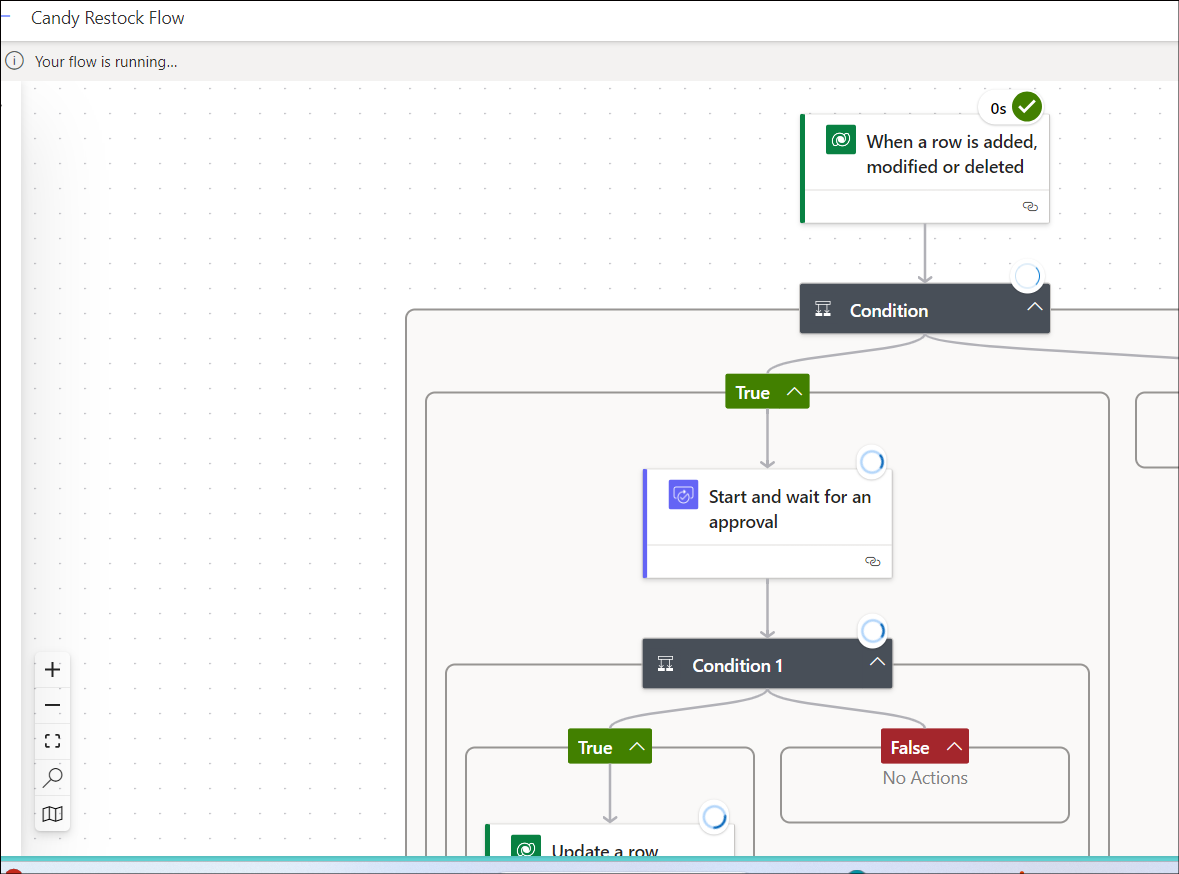 Candy Restock Flow
Your flow is running...
0s
When a row is added,
modified or deleted
Condition
True
Start and wait for an
approval
Condition 1
True
False
No Actions
Update a row